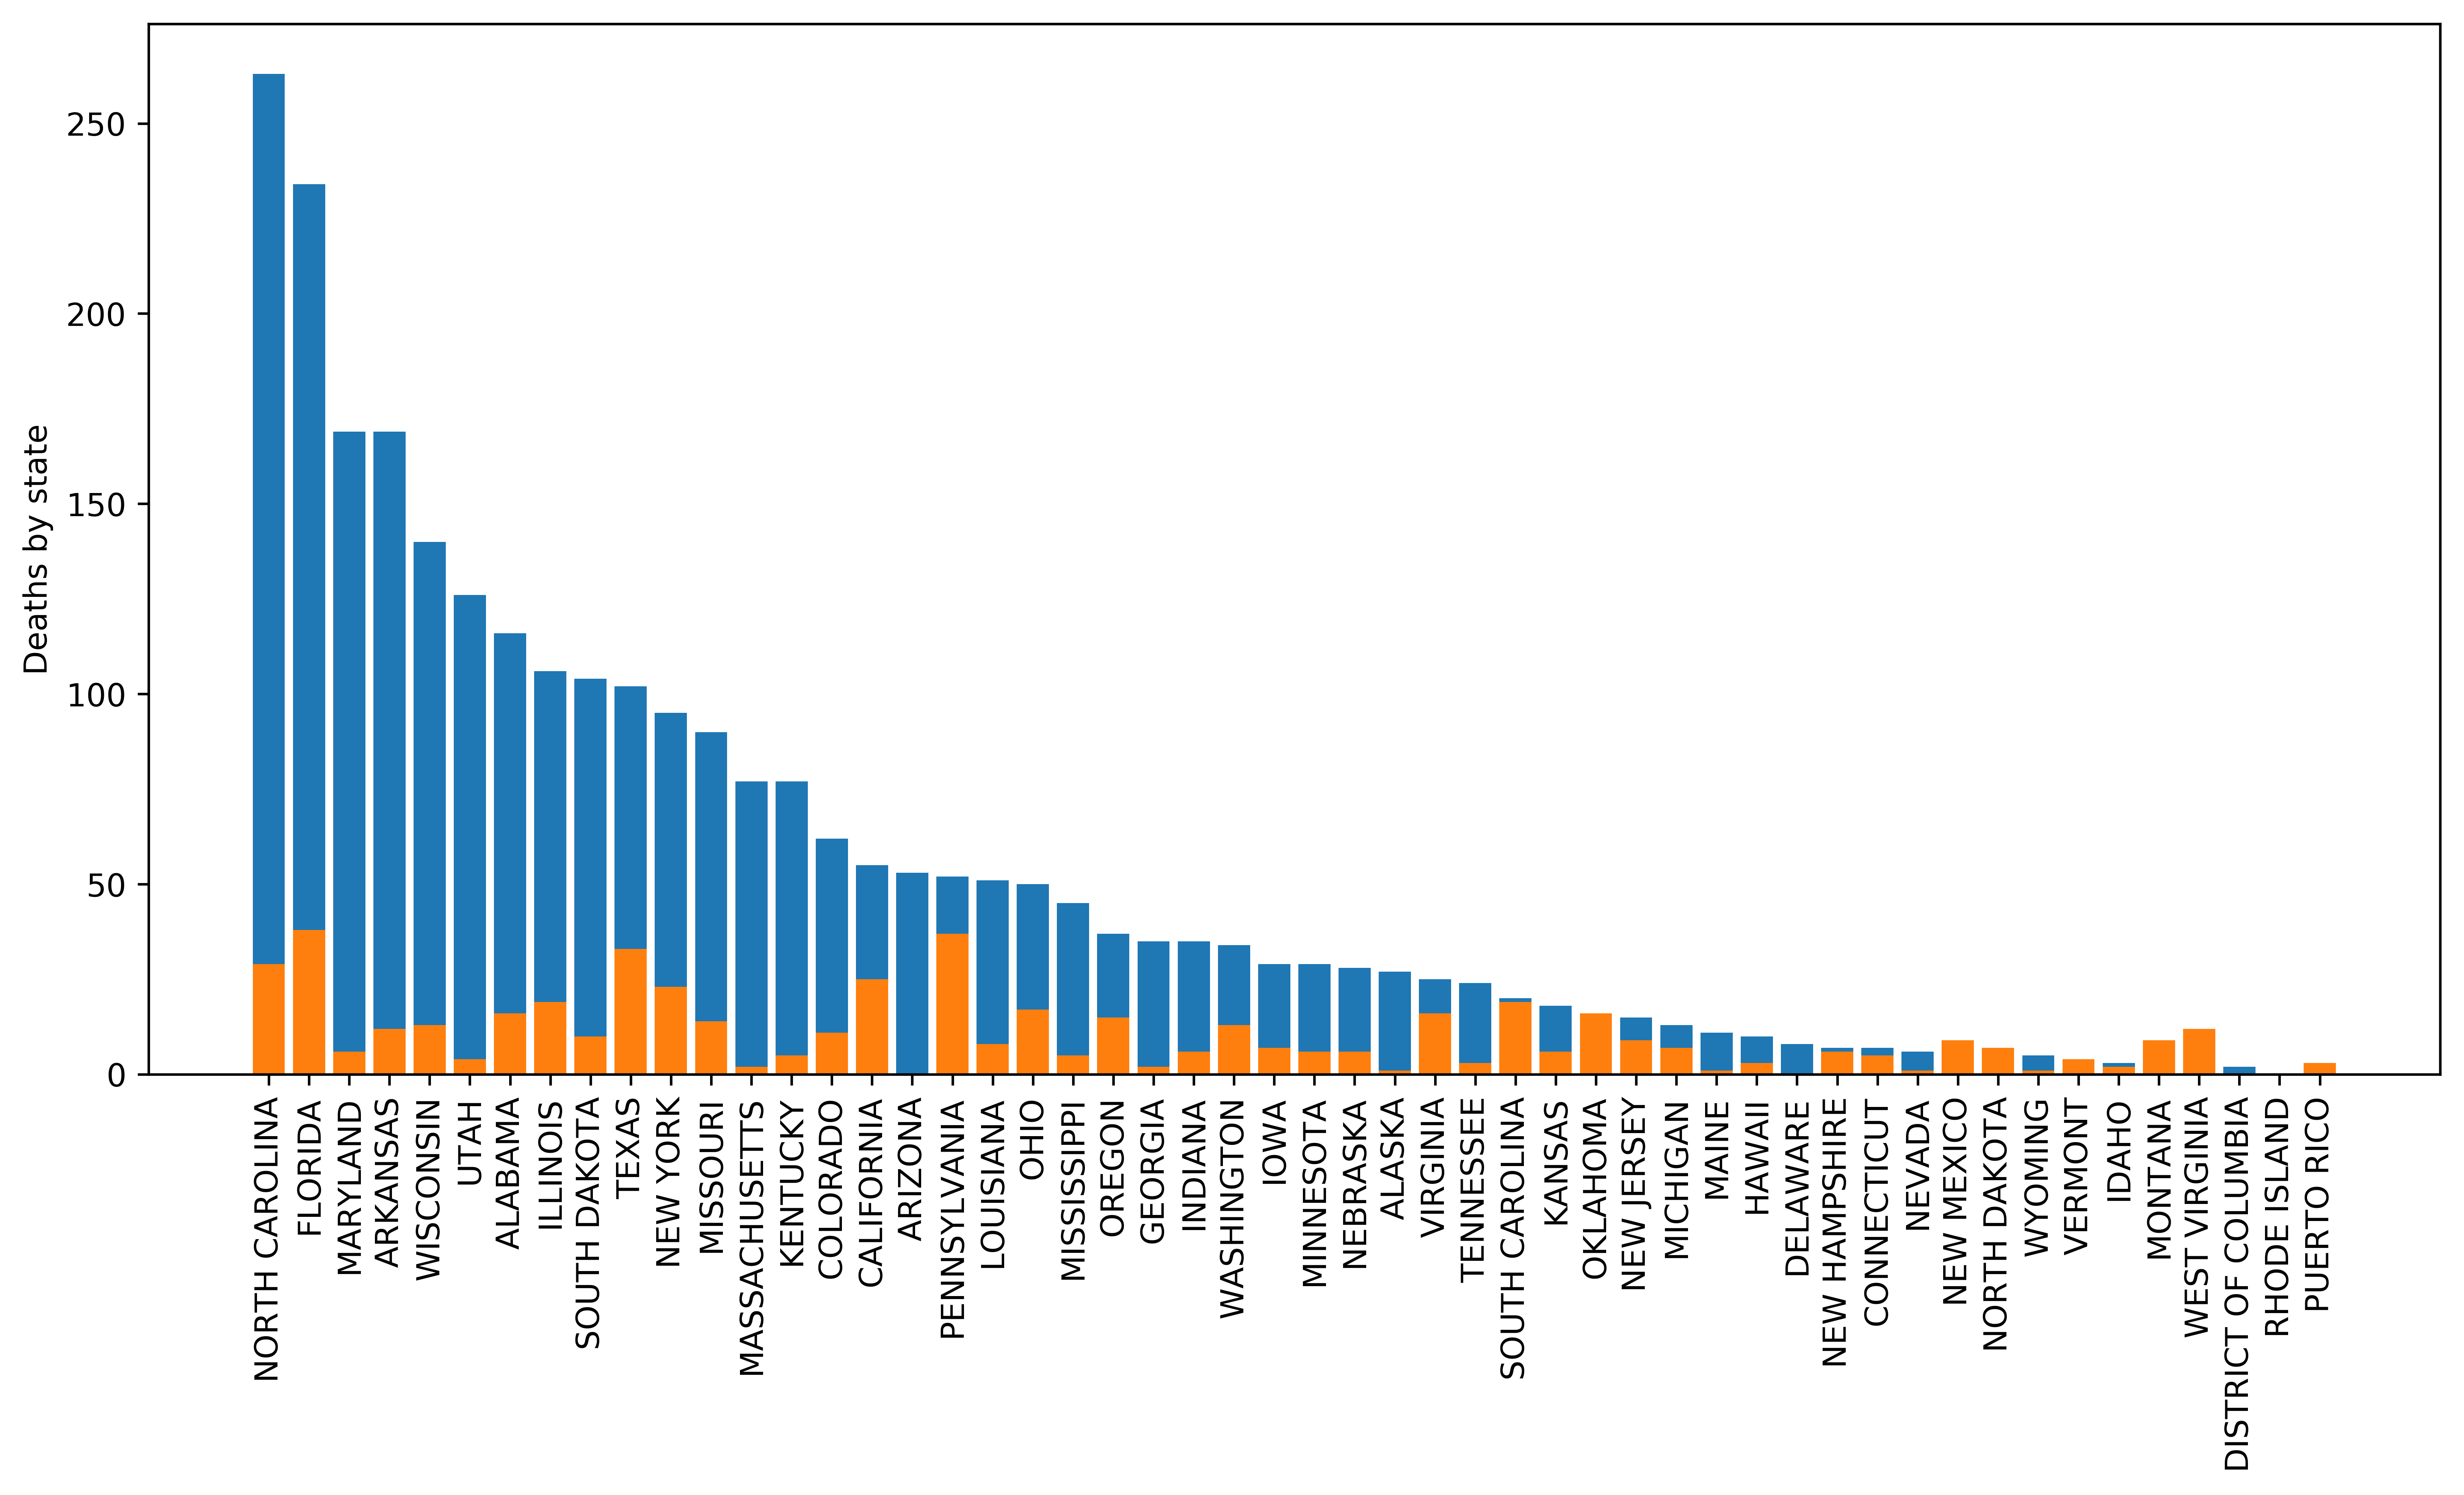 Deaths by state
250
200
150
100
50
0
NORTH CAROLINA
FLORIDA
MARYLAND
ARKANSAS
WISCONSIN
UTAH
ALABAMA
ILLINOIS
SOUTH DAKOTA
TEXAS
NEW YORK
MISSOURI
MASSACHUSETTS
KENTUCKY
COLORADO
CALIFORNIA
ARIZONA
PENNSYLVANIA
LOUISIANA
OHIO
MISSISSIPPI
OREGON
GEORGIA
INDIANA
WASHINGTON
IOWA
MINNESOTA
NEBRASKA
ALASKA
VIRGINIA
TENNESSEE
SOUTH CAROLINA
KANSAS
OKLAHOMA
NEW JERSEY
MICHIGAN
MAINE
HAWAII
DELAWARE
NEW HAMPSHIRE
CONNECTICUT
NEVADA
NEW MEXICO
NORTH DAKOTA
WYOMING
VERMONT
IDAHO
MONTANA
WEST VIRGINIA
DISTRICT OF COLUMBIA
RHODE ISLAND
PUERTO RICO